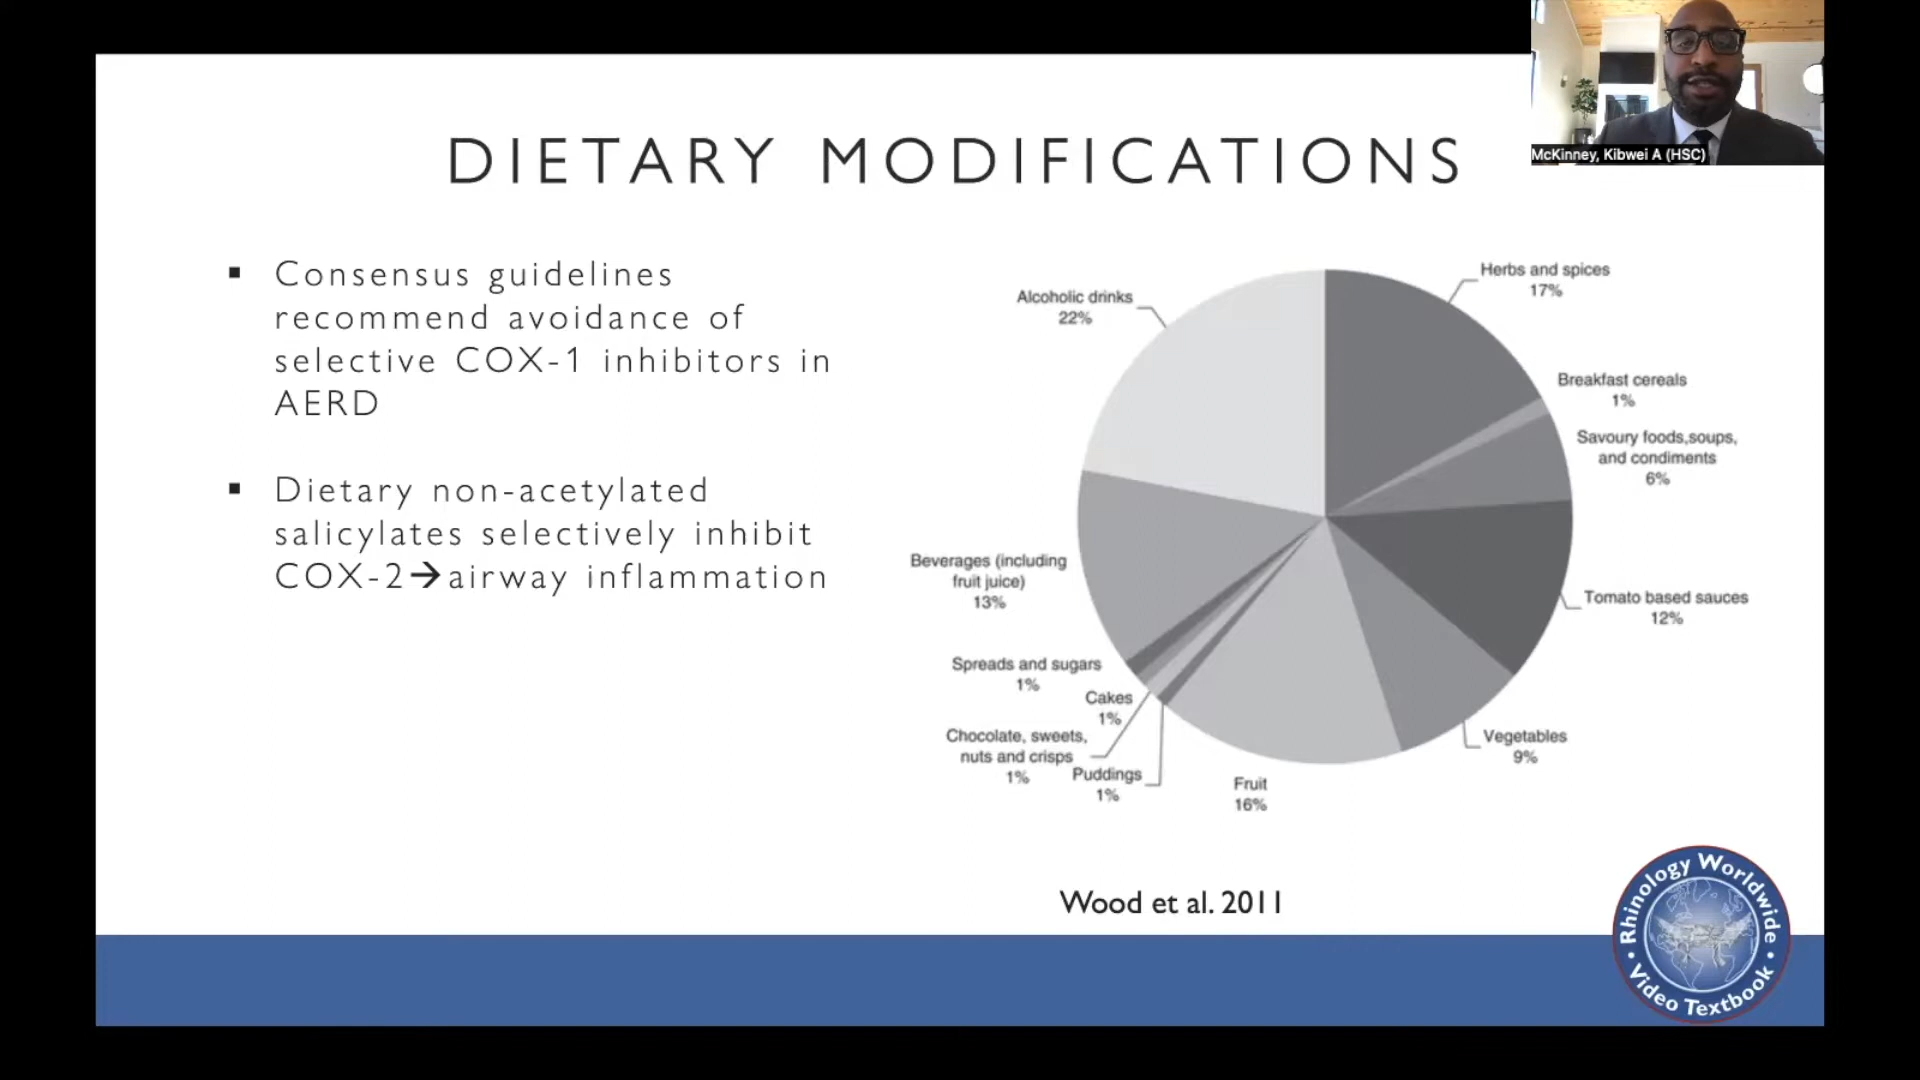 McKinney, Kibwei A (HSC)
DIETARY MODIFICATIONS
▪ Consensus guidelines
recommend avoidance of
selective COX-1 inhibitors in
AERD
▪ Dietary non-acetylated
salicylates selectively inhibit
COX-2→airway inflammation
Alcoholic drinks
22%
Herbs and spices
17%
Breakfast cereals
1%
Savoury foods,soups,
and condiments
6%
Tomato based sauces
12%
Vegetables
9%
Fruit
16%
Puddings
1%
Chocolate, sweets,
nuts and crisps
1%
Cakes
1%
Spreads and sugars
1%
Beverages (including
fruit juice)
13%
Wood et al. 2011
Rhinology Worldwide
• Video Textbook •